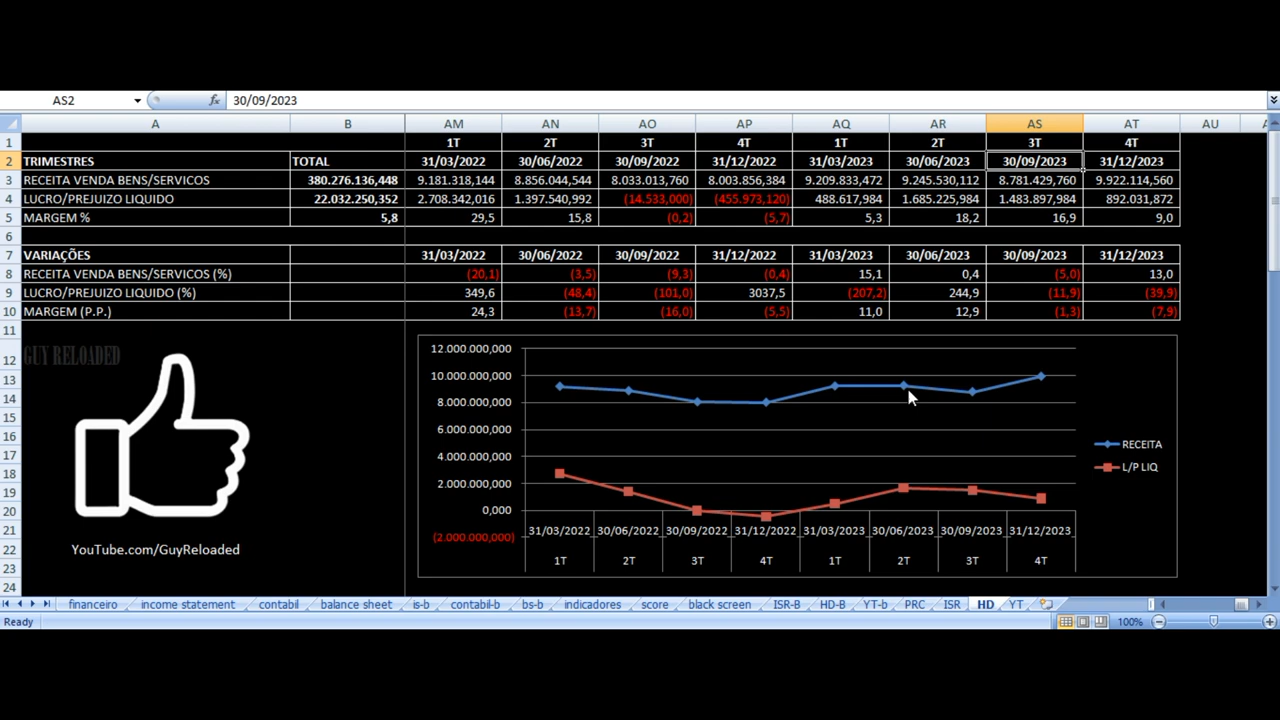 AS2 fx 30/09/2023
A B AM AN AO AP AQ AR AS AT AU
1 1T 2T 3T 4T 1T 2T 3T 4T
2 TRIMESTRES TOTAL 31/03/2022 30/06/2022 30/09/2022 31/12/2022 31/03/2023 30/06/2023 30/09/2023 31/12/2023
3 RECEITA VENDA BENS/SERVICOS 380.276.136,448 9.181.318,144 8.856.044,544 8.033.013,760 8.003.856,384 9.209.833,472 9.245.530,112 8.781.429,760 9.922.114,560
4 LUCRO/PREJUIZO LIQUIDO 22.032.250,352 2.708.342,016 1.397.540,992 (14.533,000) (455.973,120) 488.617,984 1.685.225,984 1.483.897,984 892.031,872
5 MARGEM % 5,8 29,5 15,8 (0,2) (5,7) 5,3 18,2 16,9 9,0
6
7 VARIAÇÕES 31/03/2022 30/06/2022 30/09/2022 31/12/2022 31/03/2023 30/06/2023 30/09/2023 31/12/2023
8 RECEITA VENDA BENS/SERVICOS (%) (20,1) (3,5) (9,3) (0,4) 15,1 0,4 (5,0) 13,0
9 LUCRO/PREJUIZO LIQUIDO (%) 349,6 (48,4) (101,0) 3037,5 (207,2) 244,9 (11,9) (39,9)
10 MARGEM (P.P.) 24,3 (13,7) (16,0) (5,5) 11,0 12,9 (1,3) (7,9)
11
12 GUY RELOADED
13
14
15
16
17
18
19
20
21
22 YouTube.com/GuyReloaded
23
24
12.000.000,000
10.000.000,000
8.000.000,000
6.000.000,000
4.000.000,000
2.000.000,000
0,000
(2.000.000,000)
31/03/2022 30/06/2022 30/09/2022 31/12/2022 31/03/2023 30/06/2023 30/09/2023 31/12/2023
1T 2T 3T 4T 1T 2T 3T 4T
RECEITA
L/P LIQ
financeiro income statement contabil balance sheet is-b contabil-b bs-b indicadores score black screen ISR-B HD-B YT-b PRC ISR HD YT
Ready 100%